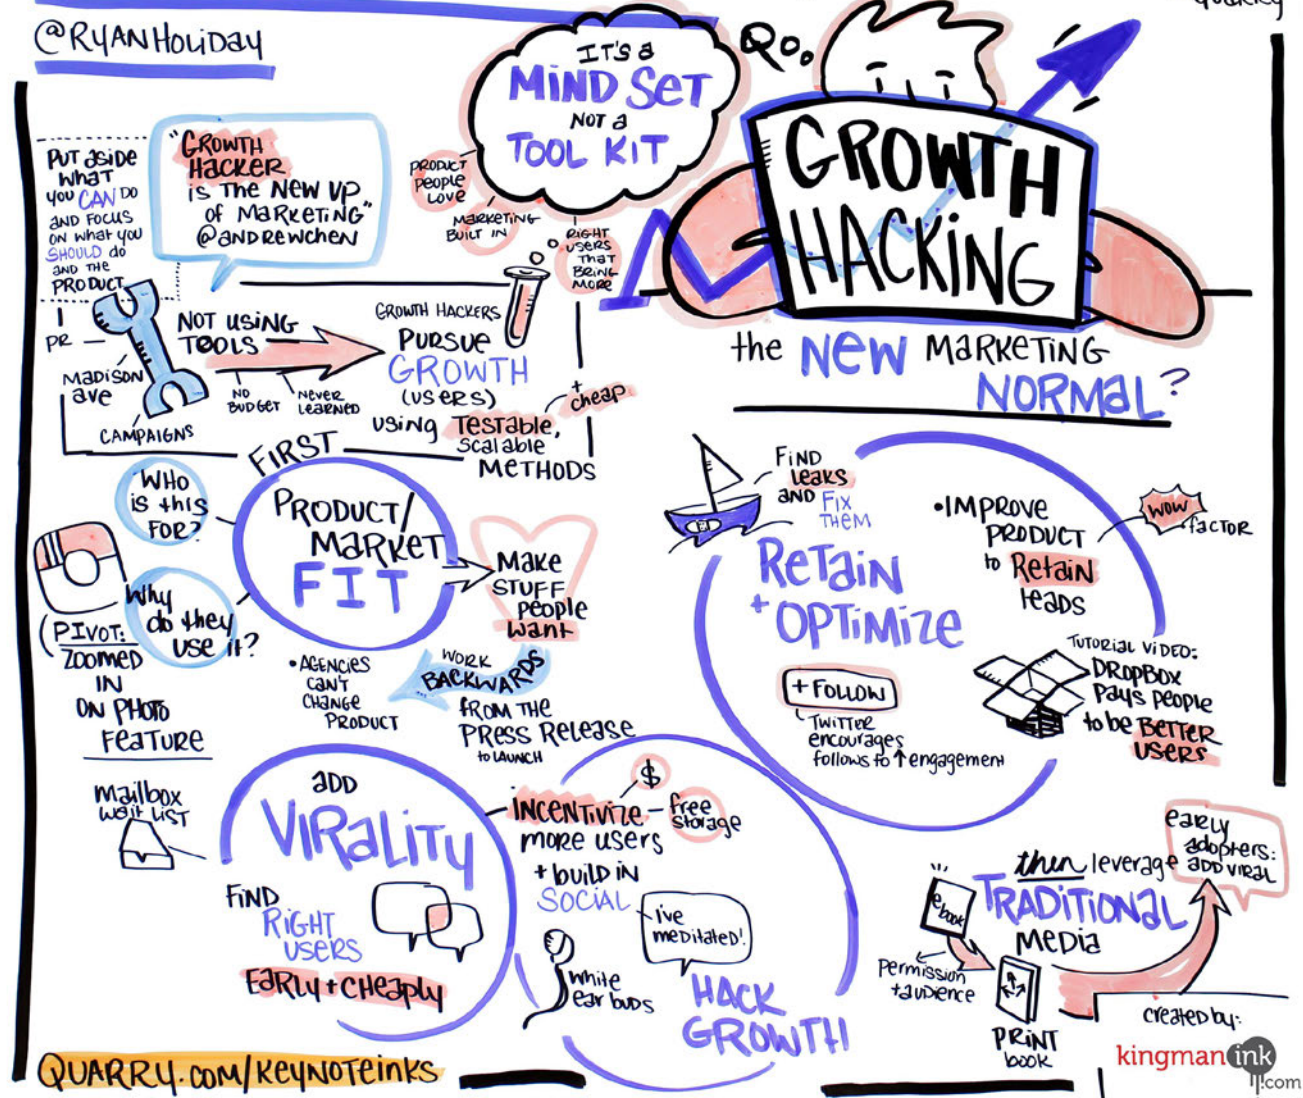 Quarry
@RYANHOLIDAY
IT'S a
MIND SET
NOT a
TOOL KIT
PRODUCT
PEOPLE
LOVE
MARKETING
BUILT IN
RIGHT
USERS
THAT
BRING
MORE
GROWTH
HACKING
the NEW MARKETING
NORMAL?
PUT aSIDE
WHAT
YOU CAN DO
AND FOCUS
ON WHAT YOU
SHOULD do
AND THE
PRODUCT
"GROWTH
HACKER
is THE NEW VP
of MARKETING"
@ANDREWCHEN
PR
MADISON
ave
CAMPAIGNS
NOT USING
TOOLS
NO
BUDGET
NEVER
LEARNED
GROWTH HACKERS
PURSUE
GROWTH
(USERS)
USING TESTABLE,
SCALABLE
METHODS
+
cheap
FIRST
PRODUCT/
MARKET
FIT
WHO
is this
FOR?
Why
do they
use it?
(PIVOT:
ZOOMED
IN
ON PHOTO
FEATURE
MAKE
STUFF
PEOPLE
WANT
WORK
BACKWARDS
FROM THE
PRESS RELEASE
to LAUNCH
•AGENCIES
CAN'T
CHANGE
PRODUCT
FIND
LEAKS
AND FIX
THEM
RETAIN
+ OPTIMIZE
•IMPROVE
PRODUCT
to RETAIN
LEADS
WOW
FACTOR
+ FOLLOW
TWITTER
encourages
follows to ↑ engagement
TUTORIAL VIDEO:
DROPBOX
PAYS PEOPLE
to be BETTER
USERS
Mailbox
wait LIST
ADD
VIRALITY
FIND
RIGHT
USERS
EARLY + CHEAPLY
$
INCENTIVIZE – free
storage
MORE USERS
+ BUILD IN
SOCIAL
i've
meditated!
WHITE
ear buds
HACK
GROWTH
then leverage
TRADITIONAL
MEDIA
early
adopters:
ADD VIRAL
ebook
Permission
+audience
PRINT
book
QUARRY.COM/KEYNOTEINKS
created by:
kingman ink
.com